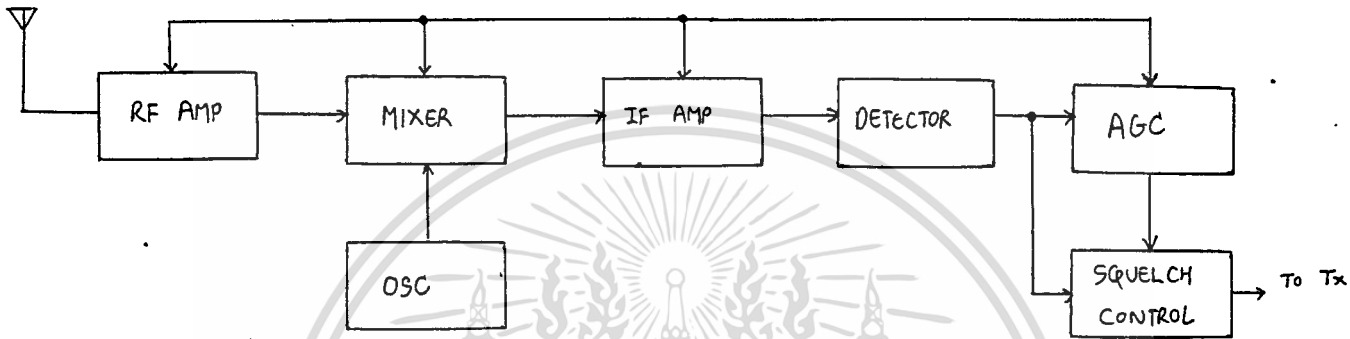 RF AMP
MIXER
IF AMP
DETECTOR
AGC
OSC
SQUELCH
CONTROL
TO Tx